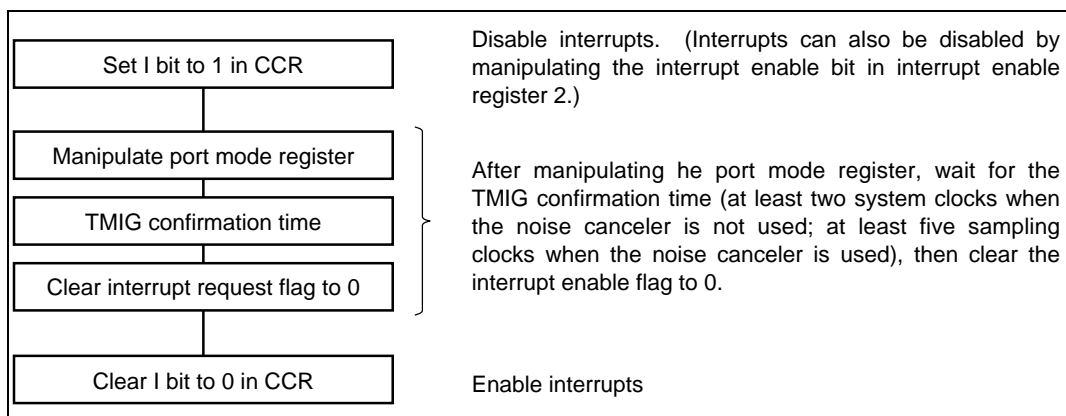 Set I bit to 1 in CCR
Disable interrupts. (Interrupts can also be disabled by
manipulating the interrupt enable bit in interrupt enable
register 2.)
Manipulate port mode register
TMIG confirmation time
Clear interrupt request flag to 0
After manipulating he port mode register, wait for the
TMIG confirmation time (at least two system clocks when
the noise canceler is not used; at least five sampling
clocks when the noise canceler is used), then clear the
interrupt enable flag to 0.
Clear I bit to 0 in CCR
Enable interrupts